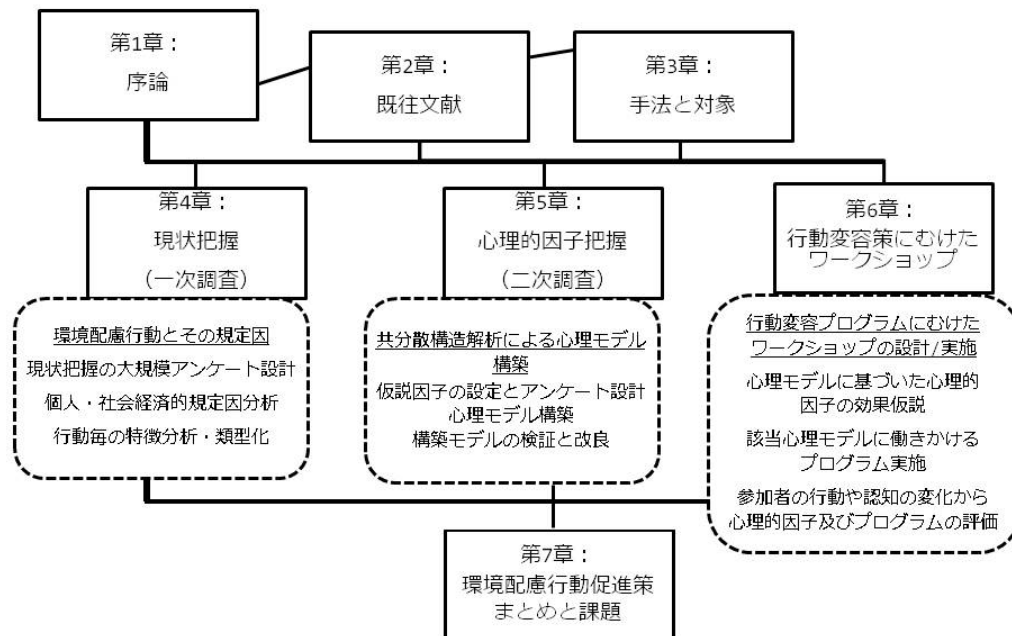 第1章：
序論
第2章：
既往文献
第3章：
手法と対象
第4章：
現状把握
（一次調査）
環境配慮行動とその規定因
現状把握の大規模アンケート設計
個人・社会経済的規定因分析
行動毎の特徴分析・類型化
第5章：
心理的因子把握
（二次調査）
共分散構造解析による心理モデル
構築
仮説因子の設定とアンケート設計
心理モデル構築
構築モデルの検証と改良
第6章：
行動変容策にむけた
ワークショップ
行動変容プログラムにむけた
ワークショップの設計/実施
心理モデルに基づいた心理的
因子の効果仮説
該当心理モデルに働きかける
プログラム実施
参加者の行動や認知の変化から
心理的因子及びプログラムの評価
第7章：
環境配慮行動促進策
まとめと課題